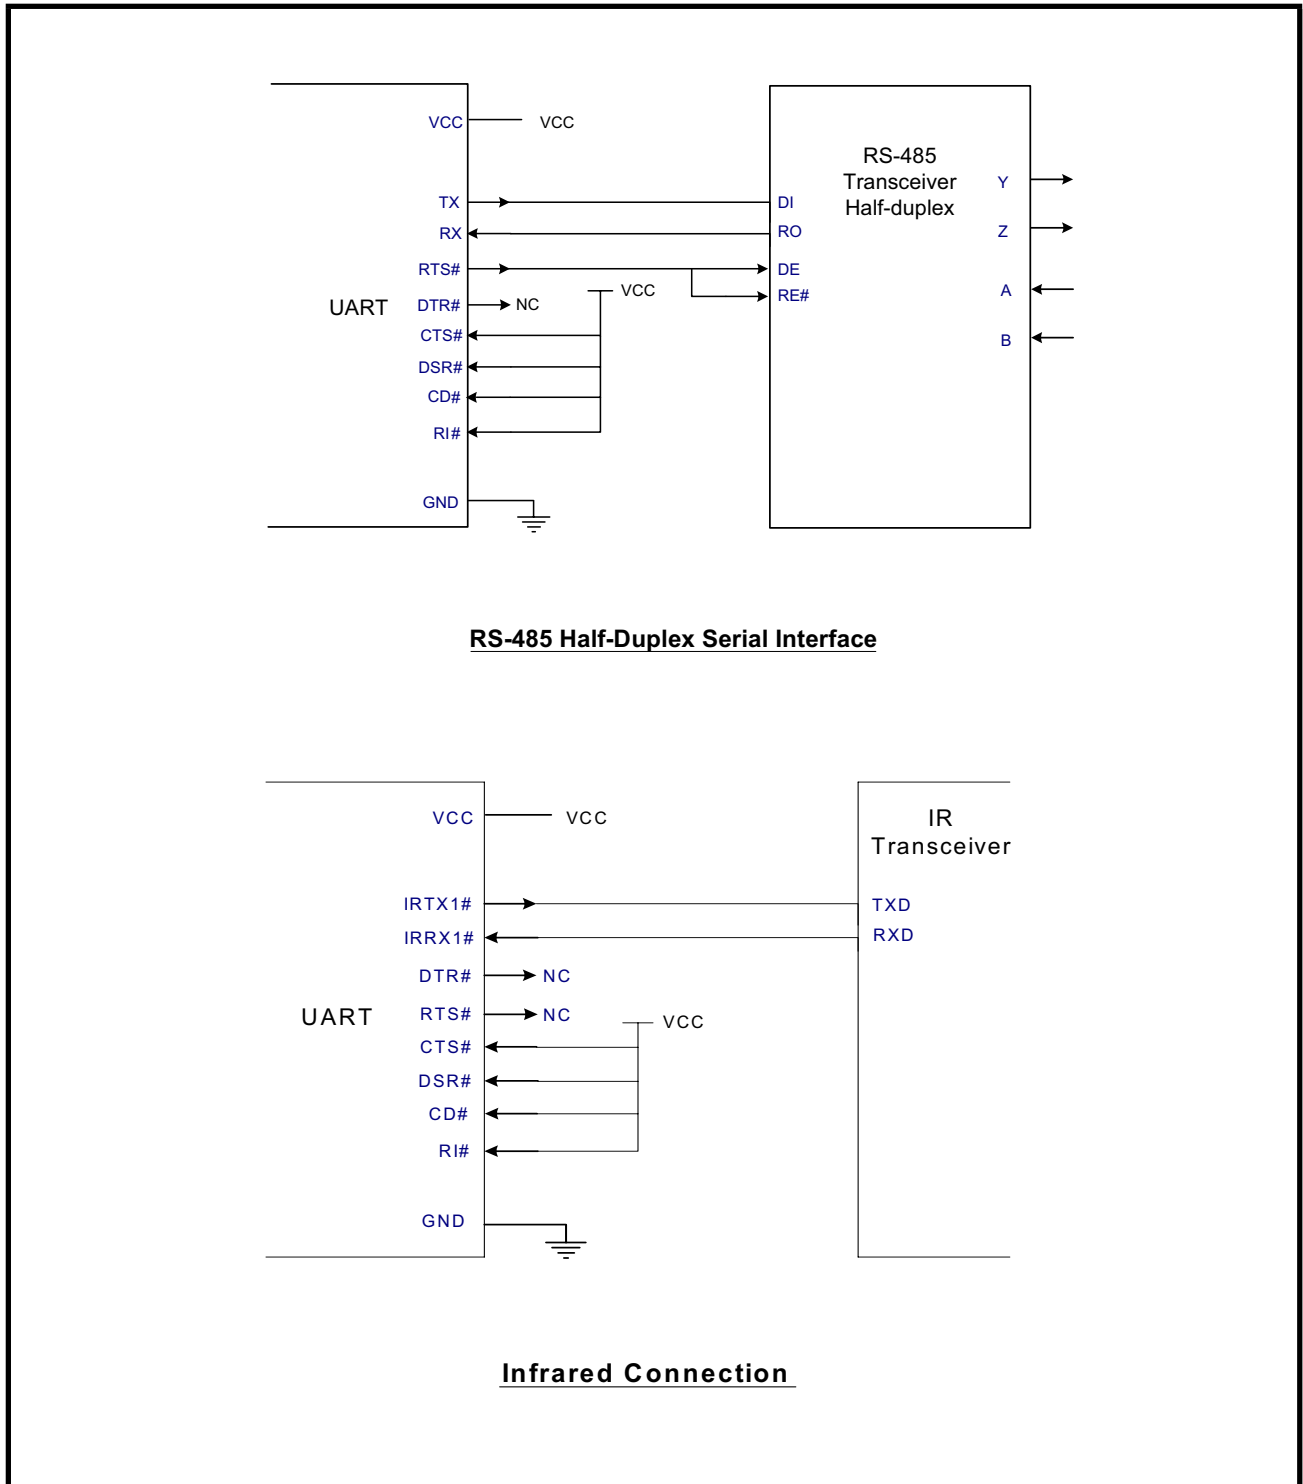 VCC
VCC
TX
RX
RTS#
DTR#
NC
CTS#
DSR#
CD#
RI#
GND
UART
VCC
RS-485
Transceiver
Half-duplex
DI
RO
DE
RE#
Y
Z
A
B
RS-485 Half-Duplex Serial Interface
VCC
VCC
IRTX1#
IRRX1#
DTR#
NC
RTS#
NC
CTS#
DSR#
CD#
RI#
GND
UART
VCC
IR
Transceiver
TXD
RXD
Infrared Connection